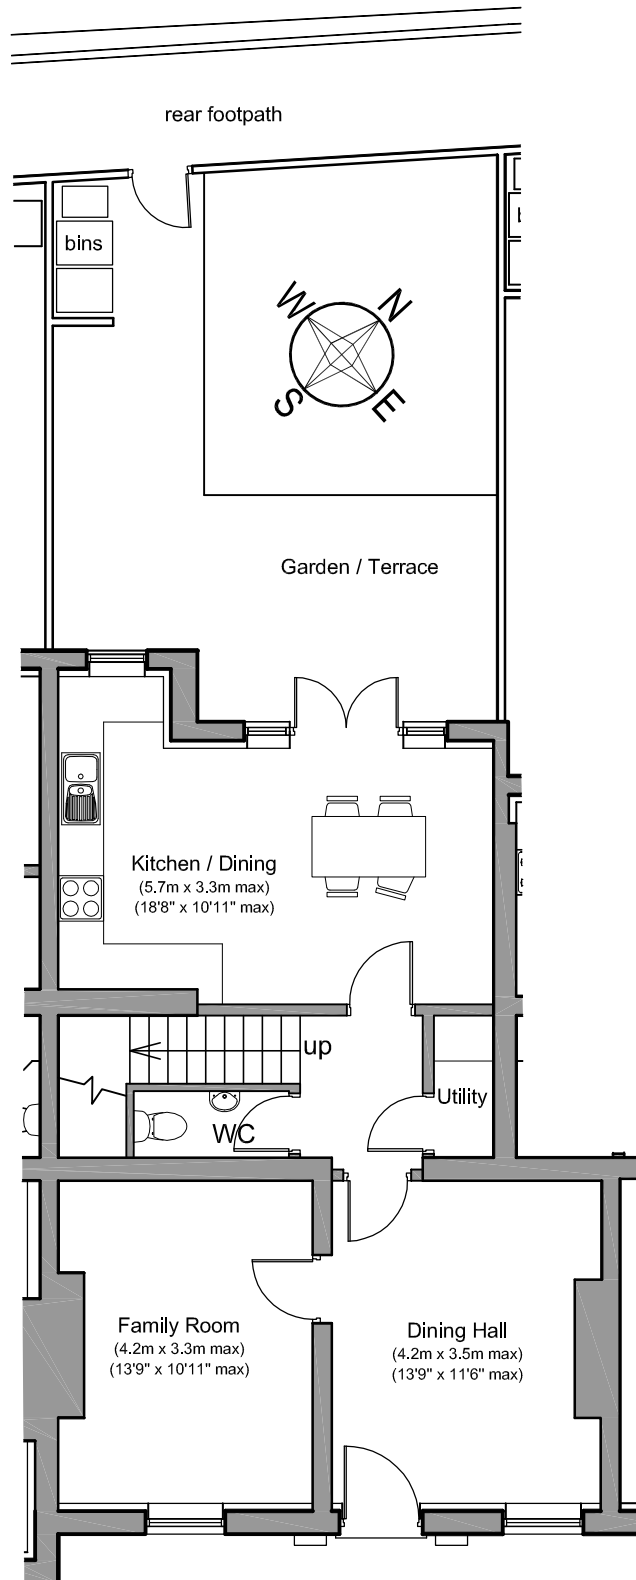 rear footpath
bins
b
W
N
S
E
Garden / Terrace
Kitchen / Dining
(5.7m x 3.3m max)
(18'8" x 10'11" max)
up
Utility
WC
Family Room
(4.2m x 3.3m max)
(13'9" x 10'11" max)
Dining Hall
(4.2m x 3.5m max)
(13'9" x 11'6" max)